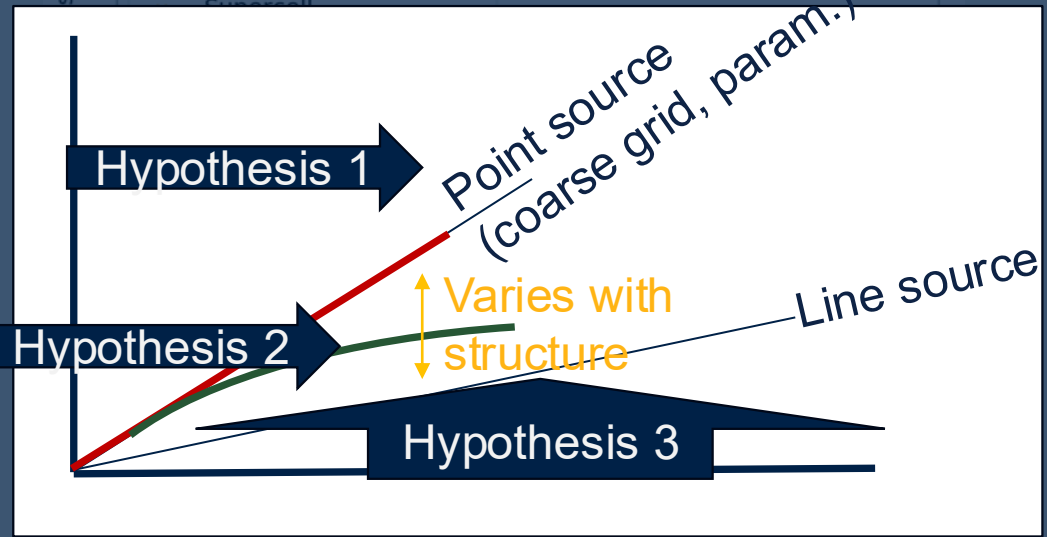 Hypothesis 1
Point source
(coarse grid, param.)
Varies with
structure
Line source
Hypothesis 2
Hypothesis 3